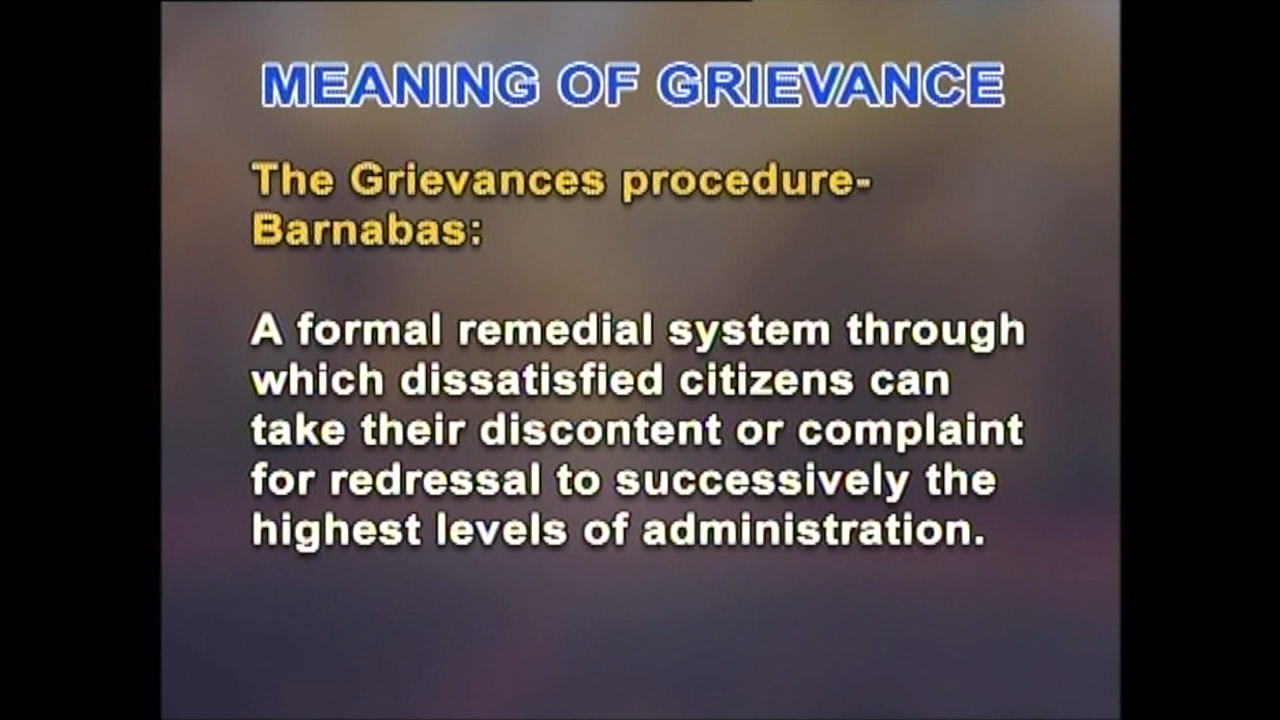 MEANING OF GRIEVANCE
The Grievances procedure-
Barnabas:
A formal remedial system through
which dissatisfied citizens can
take their discontent or complaint
for redressal to successively the
highest levels of administration.